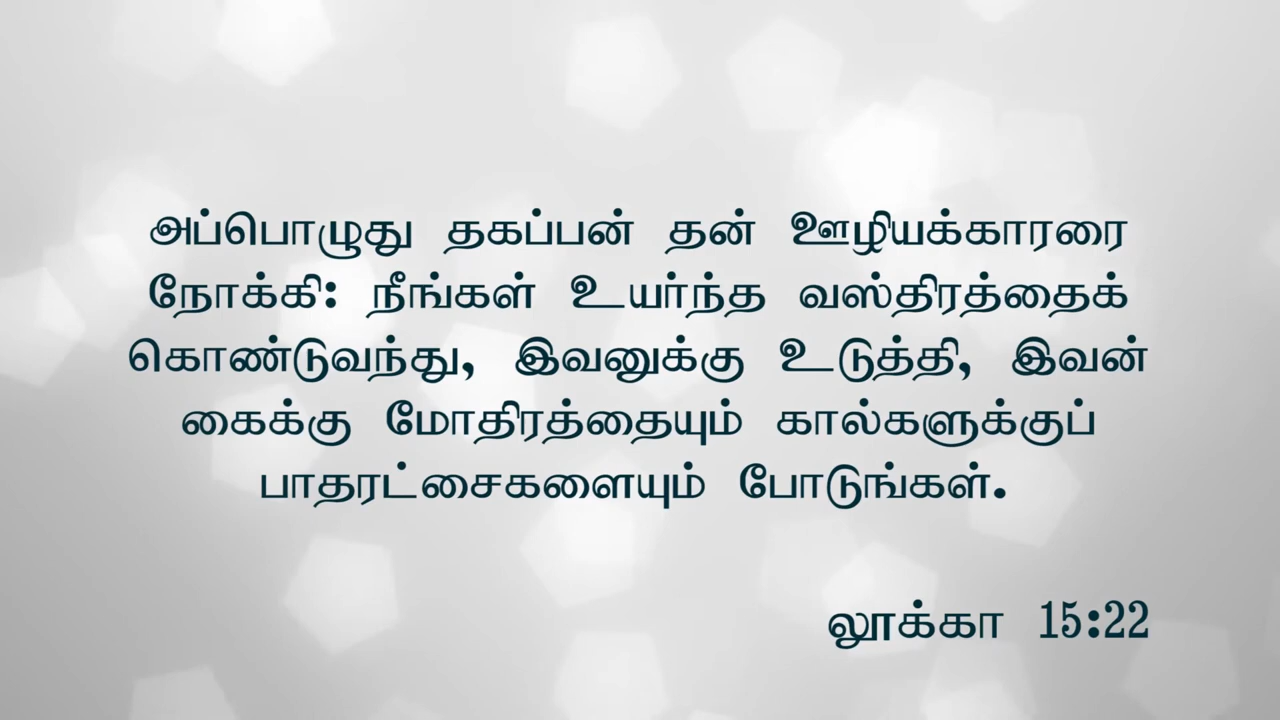 அப்பொழுது தகப்பன் தன் ஊழியக்காரரை
நோக்கி: நீங்கள் உயர்ந்த வஸ்திரத்தைக்
கொண்டுவந்து, இவனுக்கு உடுத்தி, இவன்
கைக்கு மோதிரத்தையும் கால்களுக்குப்
பாதரட்சைகளையும் போடுங்கள்.
லூக்கா 15:22